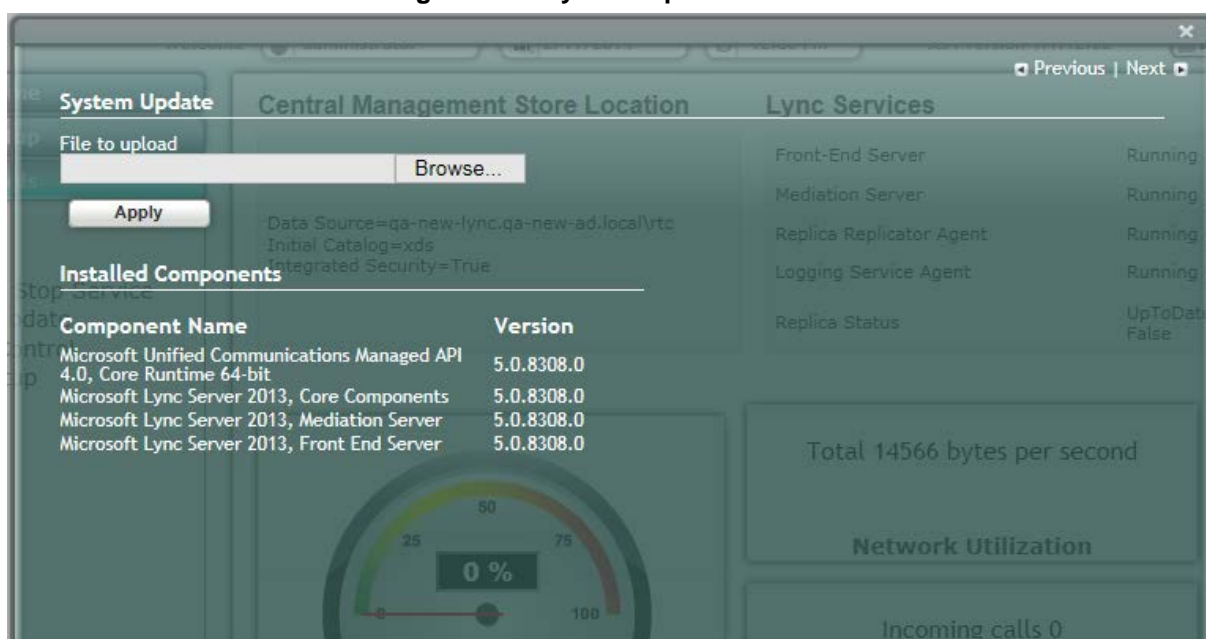 Previous | Next
System Update
Central Management Store Location
Lync Services
File to upload
Browse...
Apply
Front-End Server Running
Mediation Server Running
Data Source=qa-new-lync.qa-new-ad.local\rtc
Initial Catalog=xds
Integrated Security=True
Replica Replicator Agent Running
Logging Service Agent Running
Replica Status UpToDate
False
Installed Components
Stop Service
Component Name Version
Microsoft Unified Communications Managed API
4.0, Core Runtime 64-bit 5.0.8308.0
Microsoft Lync Server 2013, Core Components 5.0.8308.0
Microsoft Lync Server 2013, Mediation Server 5.0.8308.0
Microsoft Lync Server 2013, Front End Server 5.0.8308.0
Total 14566 bytes per second
Network Utilization
Incoming calls 0
0
25
50
75
100
0 %